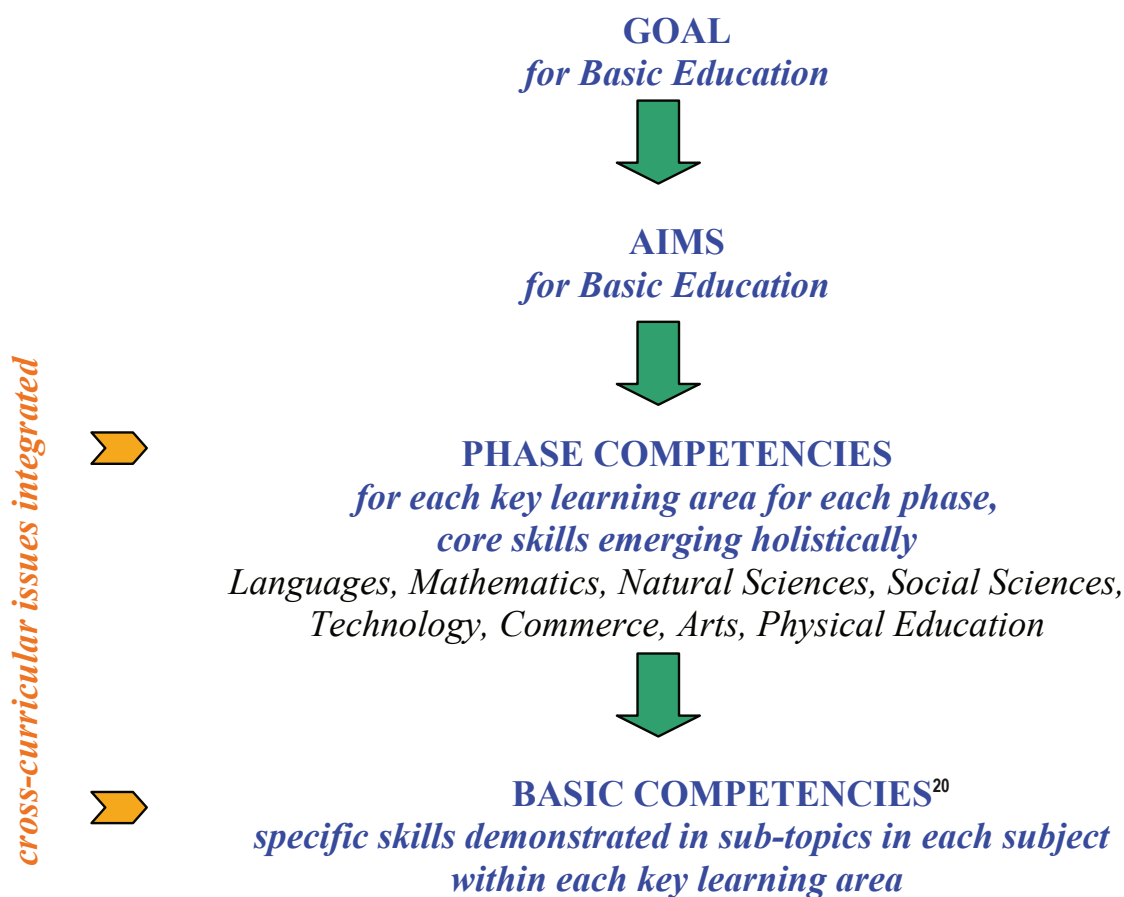 GOAL
for Basic Education
AIMS
for Basic Education
cross-curricular issues integrated
PHASE COMPETENCIES
for each key learning area for each phase,
core skills emerging holistically
Languages, Mathematics, Natural Sciences, Social Sciences,
Technology, Commerce, Arts, Physical Education
BASIC COMPETENCIES20
specific skills demonstrated in sub-topics in each subject
within each key learning area